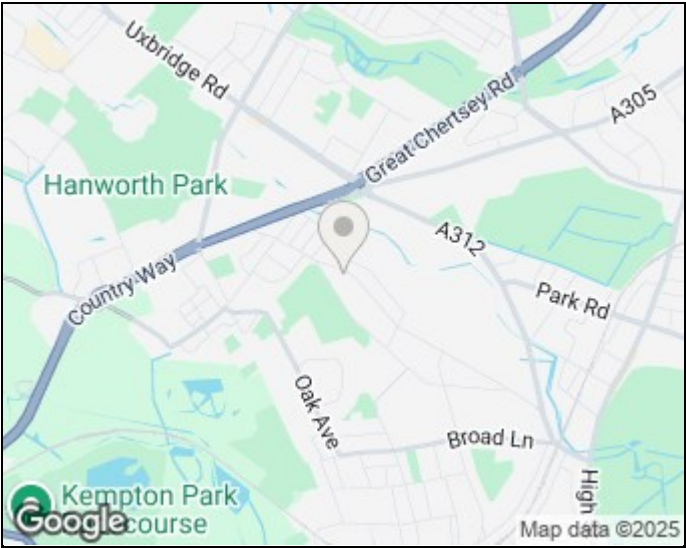 Uxbridge Rd
Great Chertsey Rd
A305
Hanworth Park
A312
Country Way
Park Rd
Oak Ave
Broad Ln
High
Kempton Park
course
Google
Map data ©2025